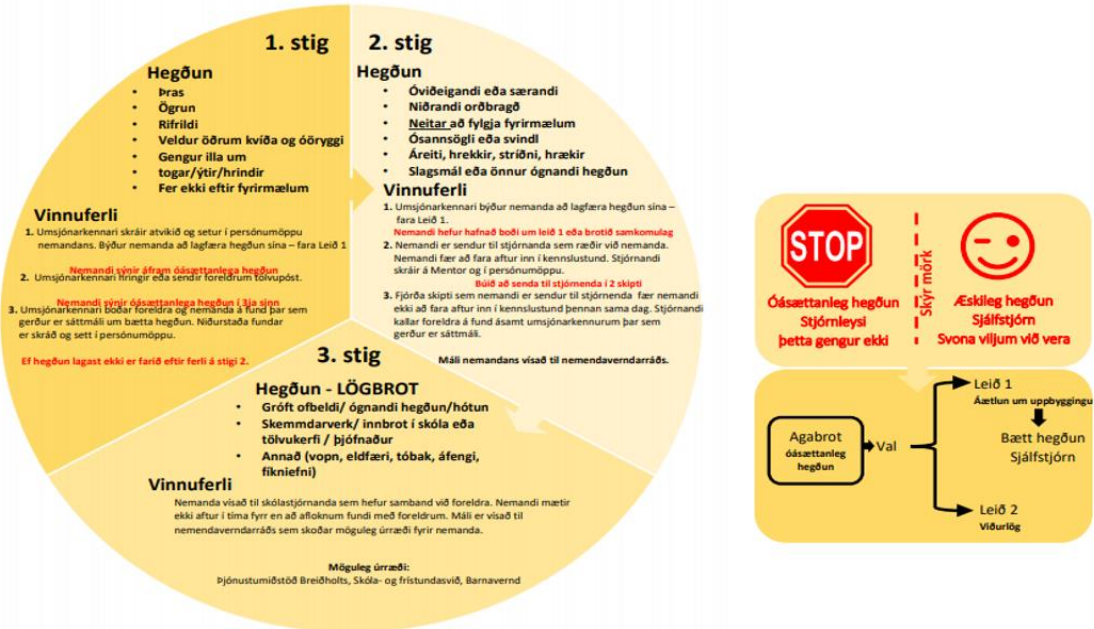 1. stig
Hegðun
• Þras
• Ögrun
• Rifrildi
• Veldur öðrum kvíða og óöryggi
• Gengur illa um
• togar/ýtir/hrindir
• Fer ekki eftir fyrirmælum
Vinnuferli
1. Umsjónarkennari skráir atvikið og setur í persónumöppu
nemandans. Býður nemanda að lagfæra hegðun sína – fara Leið 1
Nemandi sýnir áfram óásættanlega hegðun
2. Umsjónarkennari hringir eða sendir foreldrum tölvupóst.
Nemandi sýnir óásættanlega hegðun í 3ja sinn
3. Umsjónarkennari boðar foreldra og nemanda á fund þar sem
gerður er sáttmáli um bætta hegðun. Niðurstaða fundar
er skráð og sett í persónumöppu.
Ef hegðun lagast ekki er farið eftir ferli á stigi 2.
2. stig
Hegðun
• Óviðeigandi eða særandi
• Niðrandi orðbragð
• Neitar að fylgja fyrirmælum
• Ósannsögli eða svindl
• Áreiti, hrekkir, stríðni, hrækir
• Slagsmál eða önnur ógnandi hegðun
Vinnuferli
1. Umsjónarkennari býður nemanda að lagfæra hegðun sína –
fara Leið 1.
Nemandi hefur hafnað boði um leið 1 eða brotið samkomulag
2. Nemandi er sendur til stjórnanda sem ræðir við nemanda.
Nemandi fær að fara aftur inn í kennslustund. Stjórnandi
skráir á Mentor og í persónumöppu.
Búið að senda til stjórnenda í 2 skipti
3. Fjórða skipti sem nemandi er sendur til stjórnenda fær nemandi
ekki að fara aftur inn í kennslustund þennan sama dag. Stjórnandi
kallar foreldra á fund ásamt umsjónarkennurum þar sem
gerður er sáttmáli.
Máli nemandans vísað til nemendaverndarráðs.
3. stig
Hegðun - LÖGBROT
• Gróft ofbeldi/ ógnandi hegðun/hótun
• Skemmdarverk/ innbrot í skóla eða
tölvukerfi / þjófnaður
• Annað (vopn, eldfæri, tóbak, áfengi,
fíkniefni)
Vinnuferli
Nemanda vísað til skólastjórnanda sem hefur samband við foreldra. Nemandi mætir
ekki aftur í tíma fyrr en að afloknum fundi með foreldrum. Máli er vísað til
nemendaverndarráðs sem skoðar möguleg úrræði fyrir nemanda.
Möguleg úrræði:
Þjónustumiðstöð Breiðholts, Skóla- og frístundasvið, Barnavernd
STOP
Óásættanleg hegðun
Stjórnleysi
Þetta gengur ekki
Skýr mörk
Æskileg hegðun
Sjálfstjórn
Svona viljum við vera
Agabrot
óásættanleg
hegðun
Val
Leið 1
Áætlun um uppbyggingu
Bætt hegðun
Sjálfstjórn
Leið 2
Viðurlög